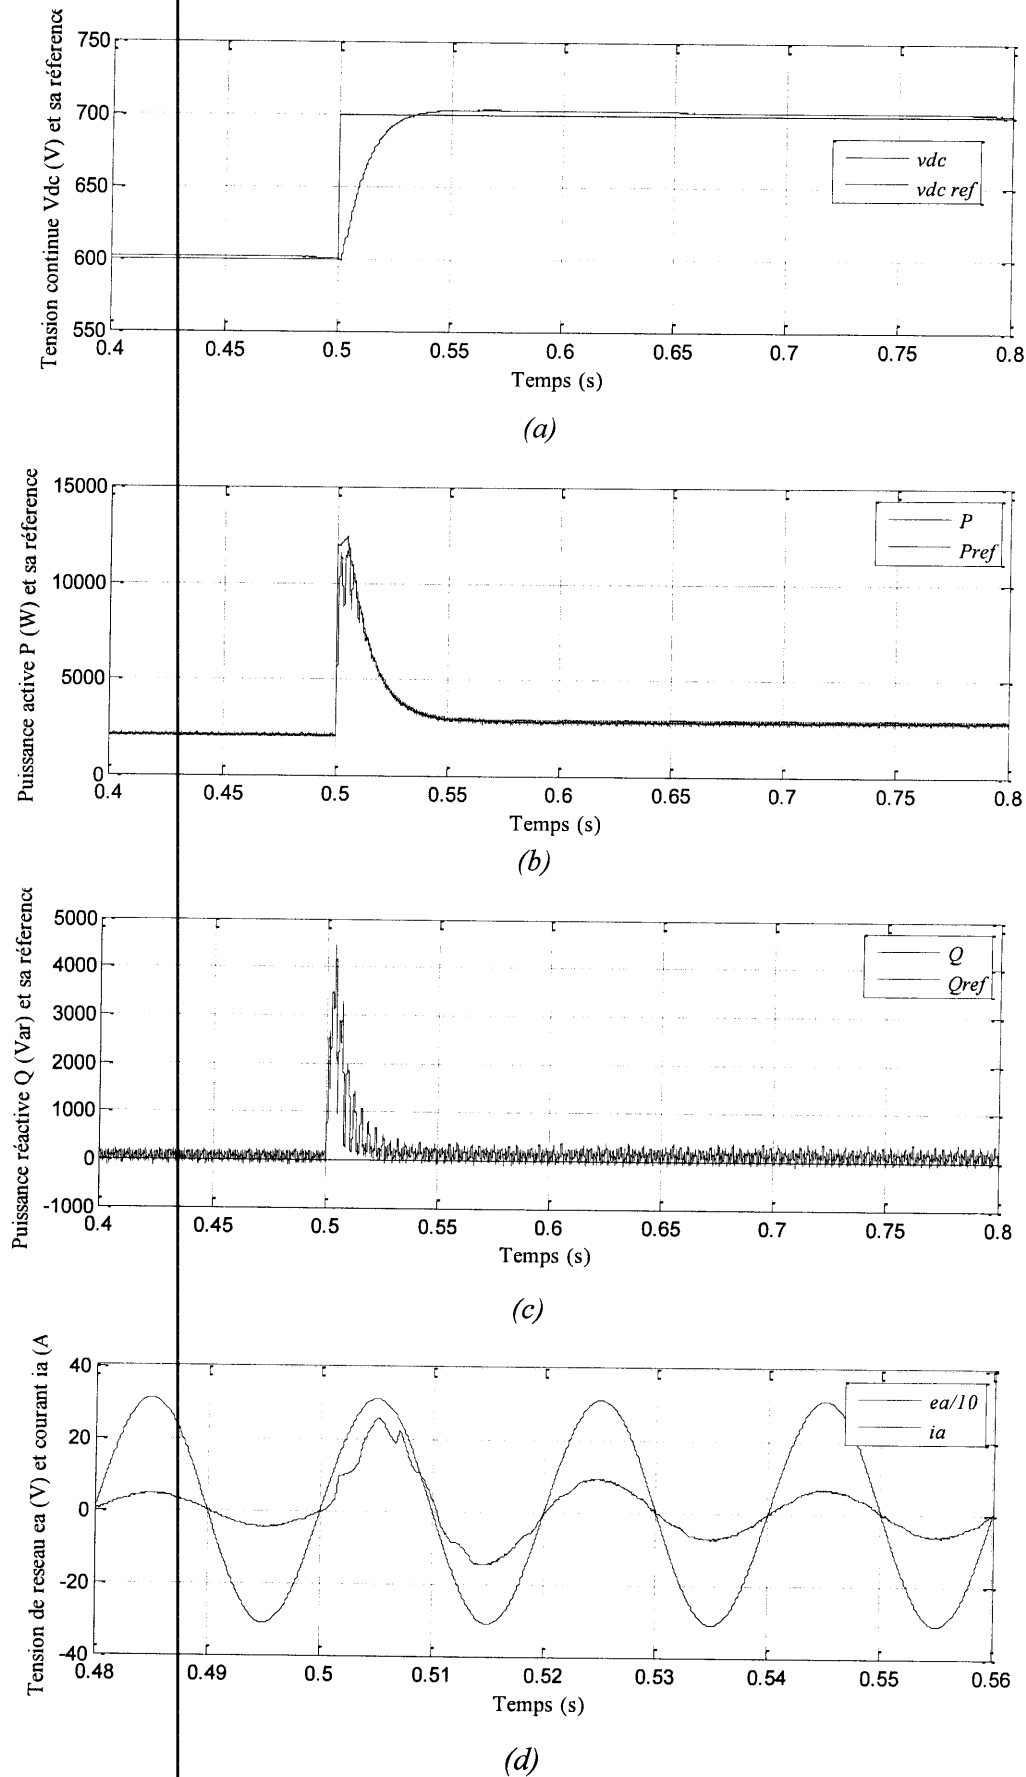 Tension continue Vdc (V) et sa réference
750
700
650
600
550
0.4 0.45 0.5 0.55 0.6 0.65 0.7 0.75 0.8
vdc
vdc ref
Temps (s)
(a)
Puissance active P (W) et sa réference
15000
10000
5000
0
0.4 0.45 0.5 0.55 0.6 0.65 0.7 0.75 0.8
P
Pref
Temps (s)
(b)
Puissance réactive Q (Var) et sa réference
5000
4000
3000
2000
1000
0
-1000
0.4 0.45 0.5 0.55 0.6 0.65 0.7 0.75 0.8
Q
Qref
Temps (s)
(c)
Tension de reseau ea (V) et courant ia (A
40
20
0
-20
-40
0.48 0.49 0.5 0.51 0.52 0.53 0.54 0.55 0.56
ea/10
ia
Temps (s)
(d)